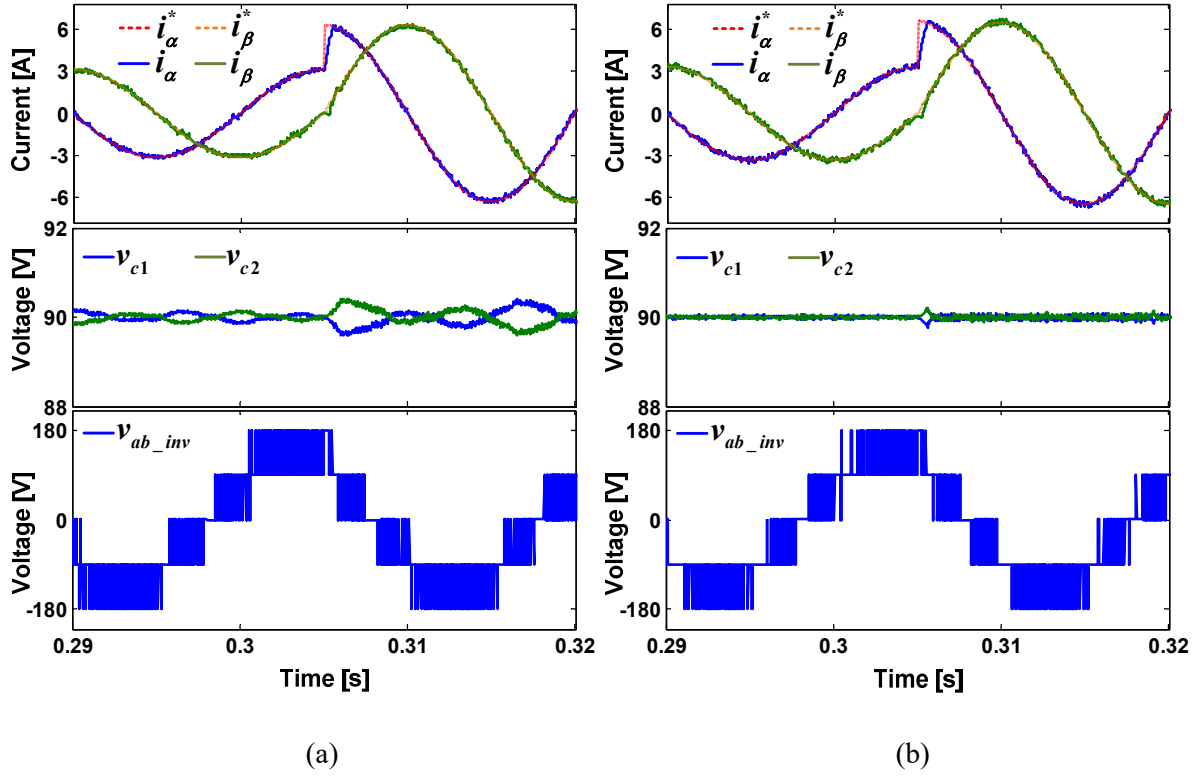 Current [A]
6
3
0
-3
-6
i*α i*β
iα iβ
Voltage [V]
92
90
88
vc1 vc2
Voltage [V]
180
0
-180
vab_inv
0.29 0.3 0.31 0.32
Time [s]
(a)
Current [A]
6
3
0
-3
-6
i*α i*β
iα iβ
Voltage [V]
92
90
88
vc1 vc2
Voltage [V]
180
0
-180
vab_inv
0.29 0.3 0.31 0.32
Time [s]
(b)